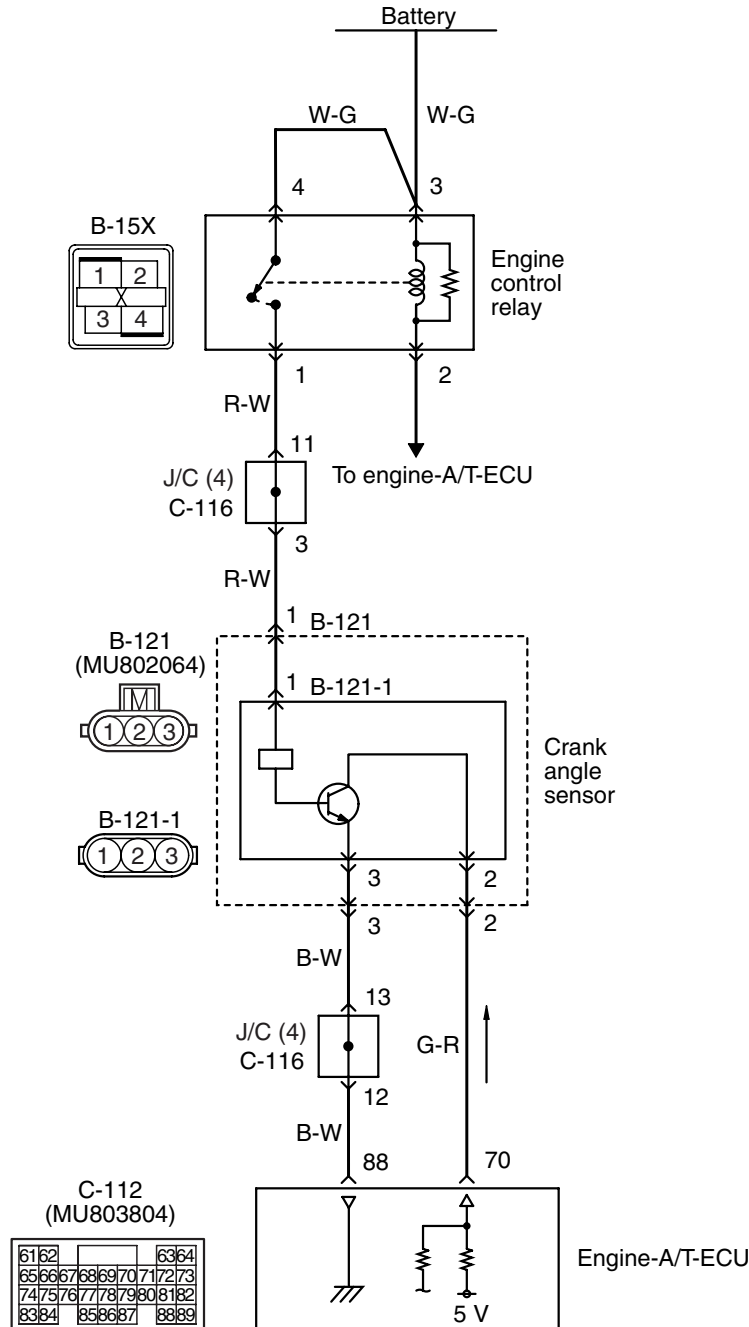 Battery
W-G W-G
4 3
B-15X
1 2
X
3 4
Engine
control
relay
1 2
R-W
11
J/C (4)
C-116
To engine-A/T-ECU
3
R-W
1 B-121
B-121
(MU802064)
M
1 2 3
1 B-121-1
Crank
angle
sensor
B-121-1
1 2 3
3 2
3 2
B-W
13
J/C (4)
C-116
G-R
12
B-W
88 70
C-112
(MU803804)
61 62 63 64
65 66 67 68 69 70 71 72 73
74 75 76 77 78 79 80 81 82
83 84 85 86 87 88 89
Engine-A/T-ECU
5 V